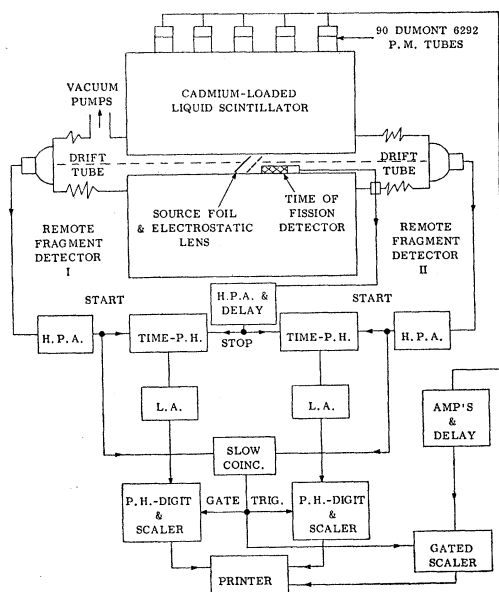 90 DUMONT 6292
P.M. TUBES
VACUUM
PUMPS
CADMIUM-LOADED
LIQUID SCINTILLATOR
DRIFT
TUBE
DRIFT
TUBE
SOURCE FOIL
& ELECTROSTATIC
LENS
TIME OF
FISSION
DETECTOR
REMOTE
FRAGMENT
DETECTOR
I
REMOTE
FRAGMENT
DETECTOR
II
START
H.P.A. &
DELAY
START
H.P.A.
TIME-P.H.
STOP
TIME-P.H.
H.P.A.
L.A.
L.A.
AMP'S
&
DELAY
SLOW
COINC.
P.H.-DIGIT
&
SCALER
GATE
TRIG.
P.H.-DIGIT
&
SCALER
GATED
SCALER
PRINTER